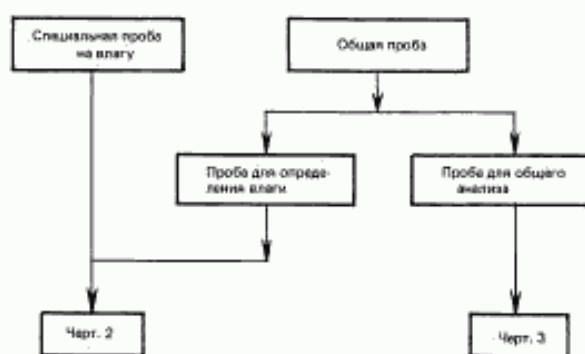 Специальная проба
на влагу
Общая проба
Проба для опреде-
ления влаги
Проба для общего
анализа
Черт. 2
Черт. 3